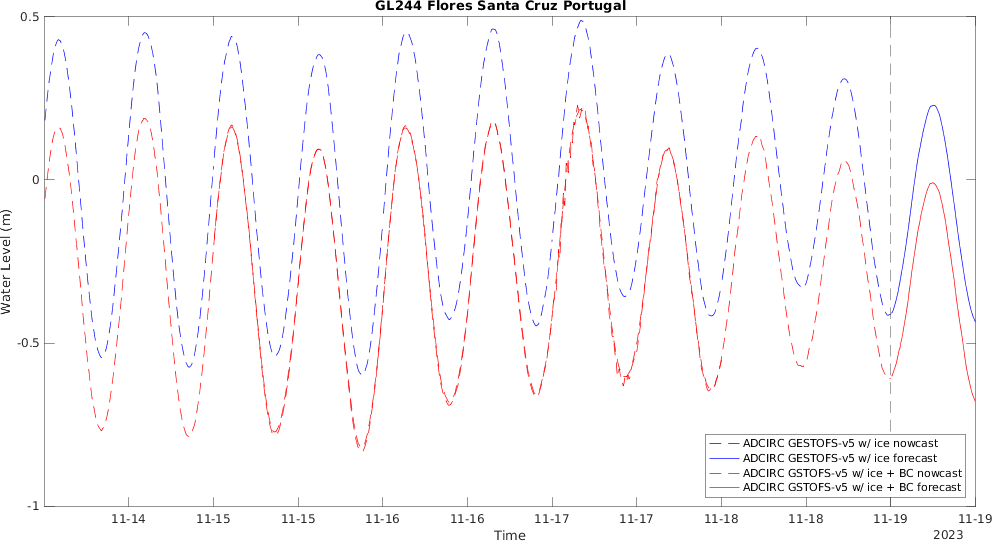 GL244 Flores Santa Cruz Portugal
0.5
0
-0.5
-1
Water Level (m)
ADCIRC GESTOFS-v5 w/ ice nowcast
ADCIRC GESTOFS-v5 w/ ice forecast
ADCIRC GSTOFS-v5 w/ ice + BC nowcast
ADCIRC GSTOFS-v5 w/ ice + BC forecast
11-14 11-15 11-15 11-16 11-16 11-17 11-17 11-18 11-18 11-19 11-19
Time
2023